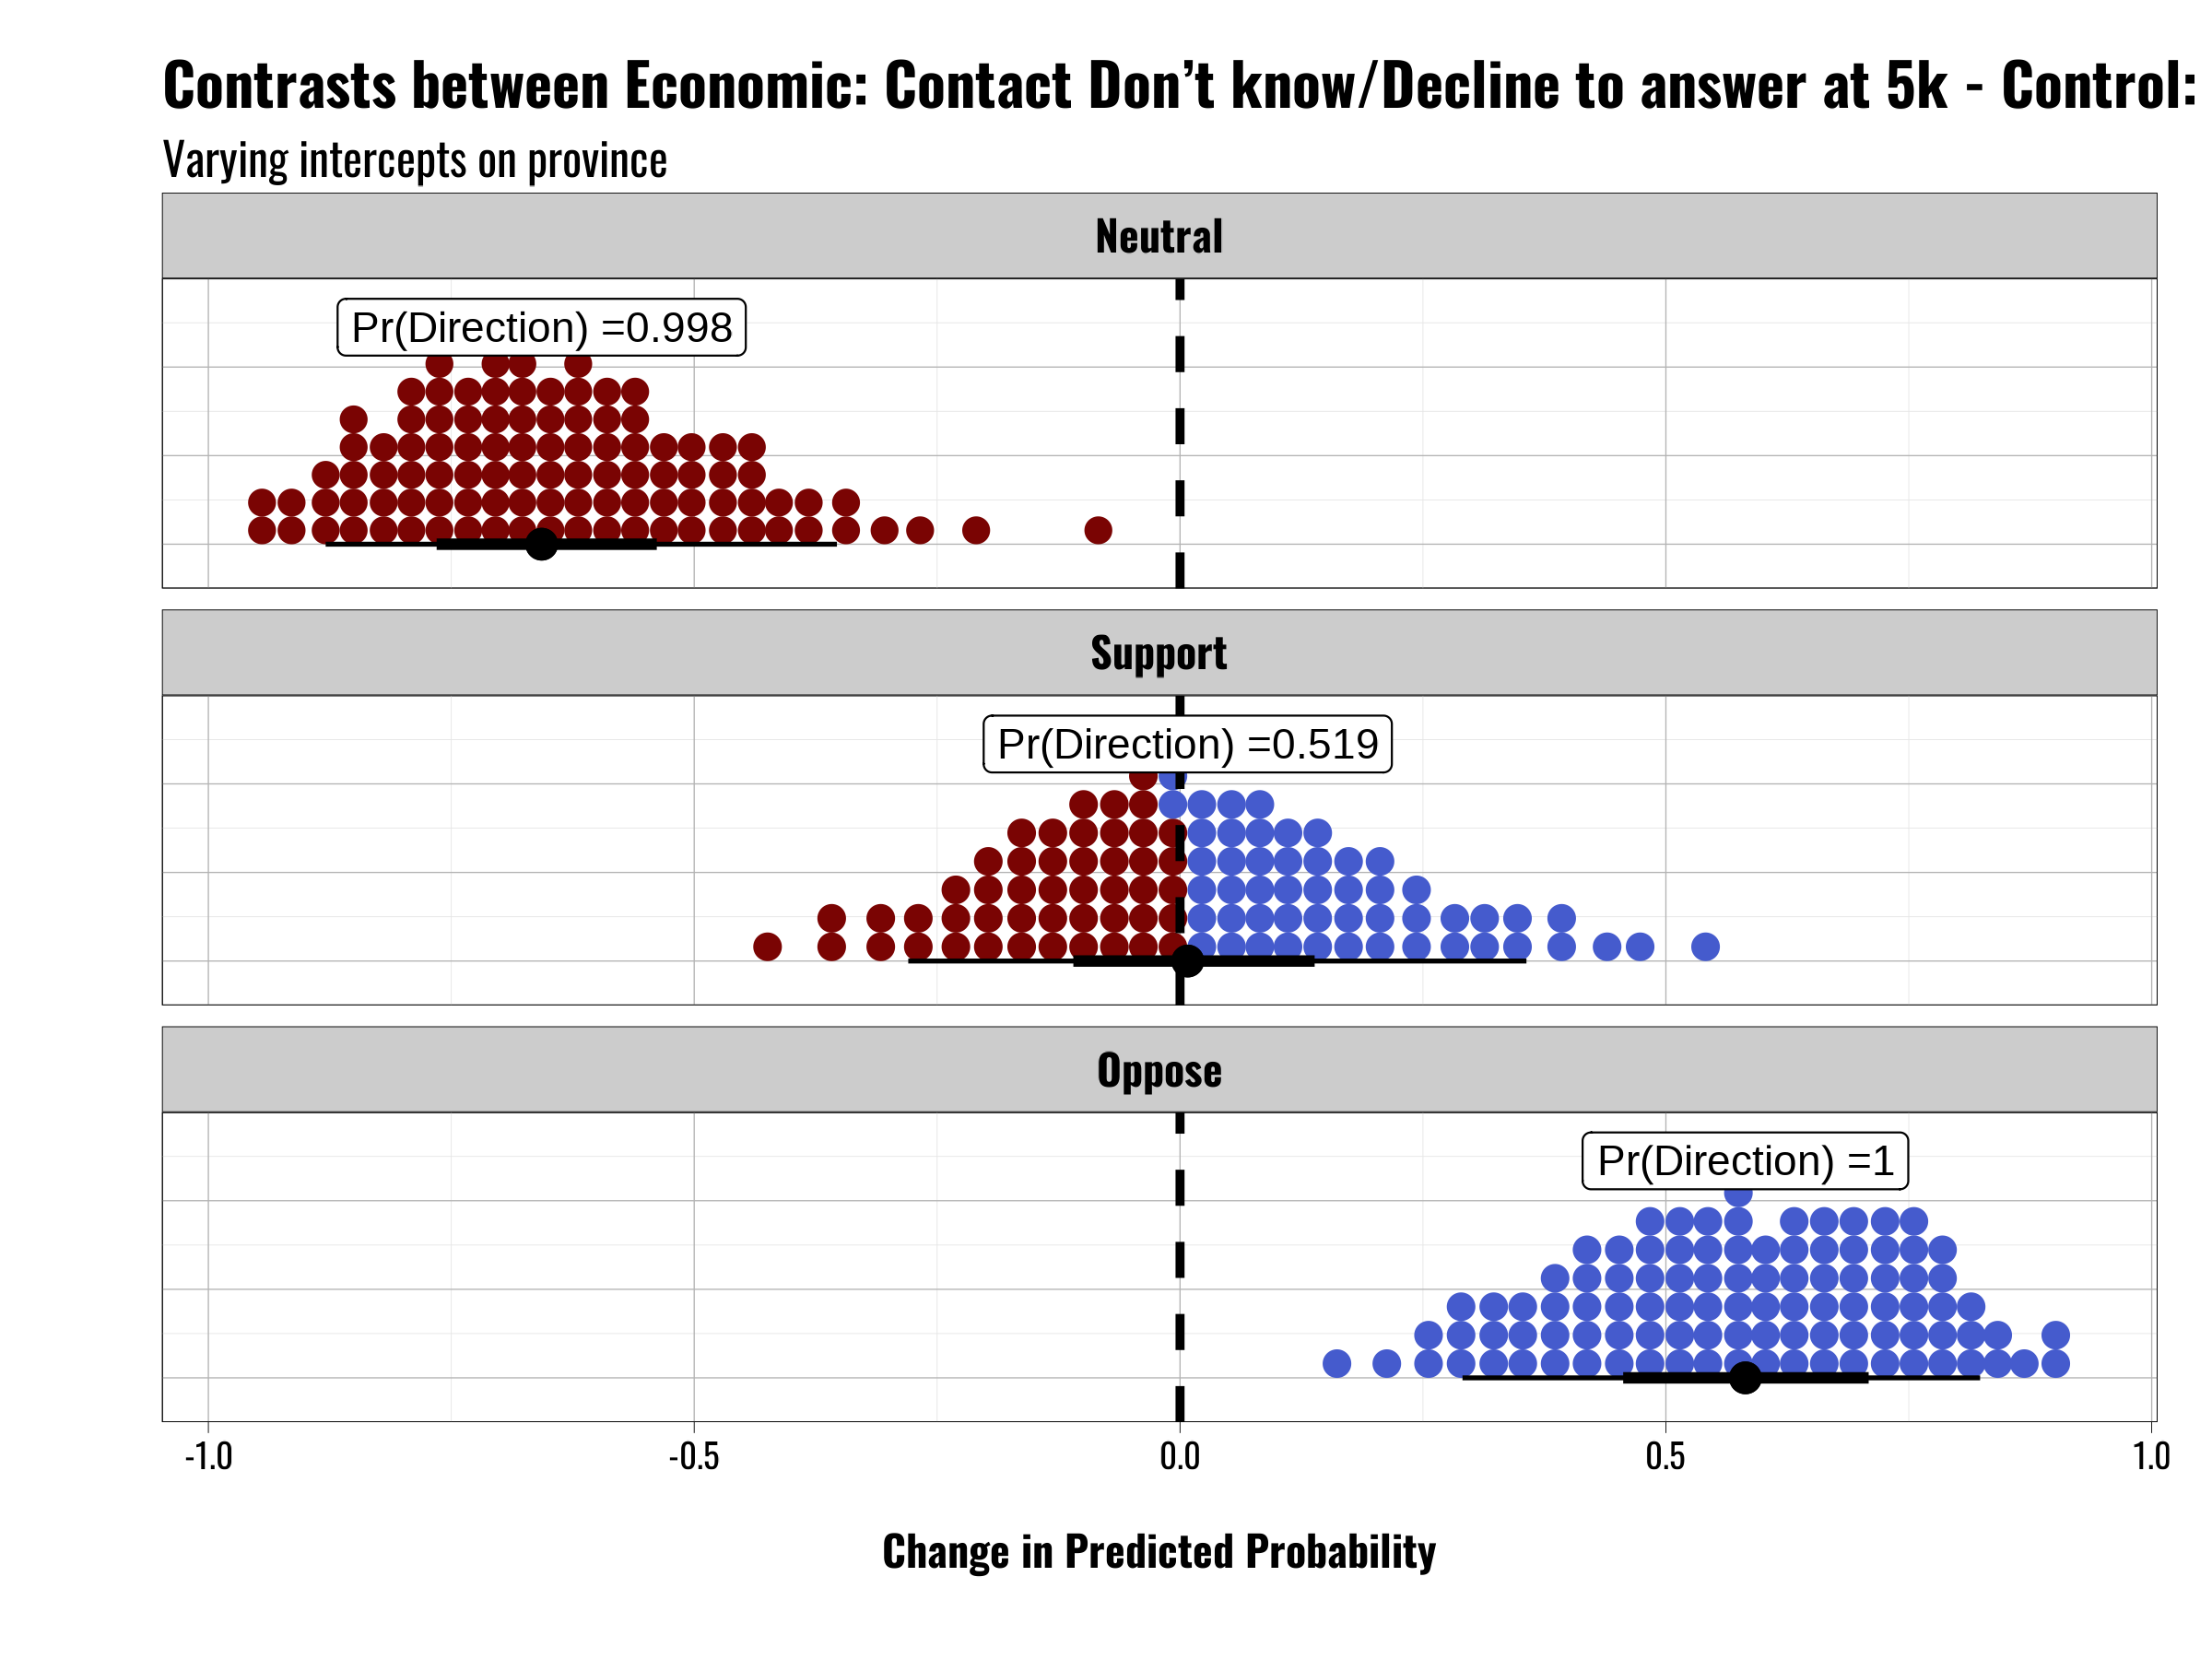 Contrasts between Economic: Contact Don’t know/Decline to answer at 5k - Control:
Varying intercepts on province
Neutral
Pr(Direction) =0.998
Support
Pr(Direction) =0.519
Oppose
Pr(Direction) =1
-1.0 -0.5 0.0 0.5 1.0
Change in Predicted Probability